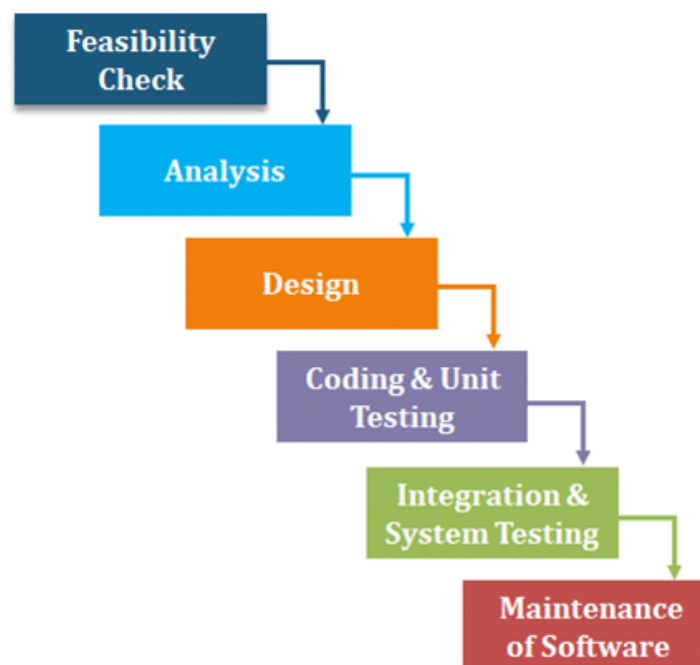 Feasibility
Check
Analysis
Design
Coding & Unit
Testing
Integration &
System Testing
Maintenance
of Software